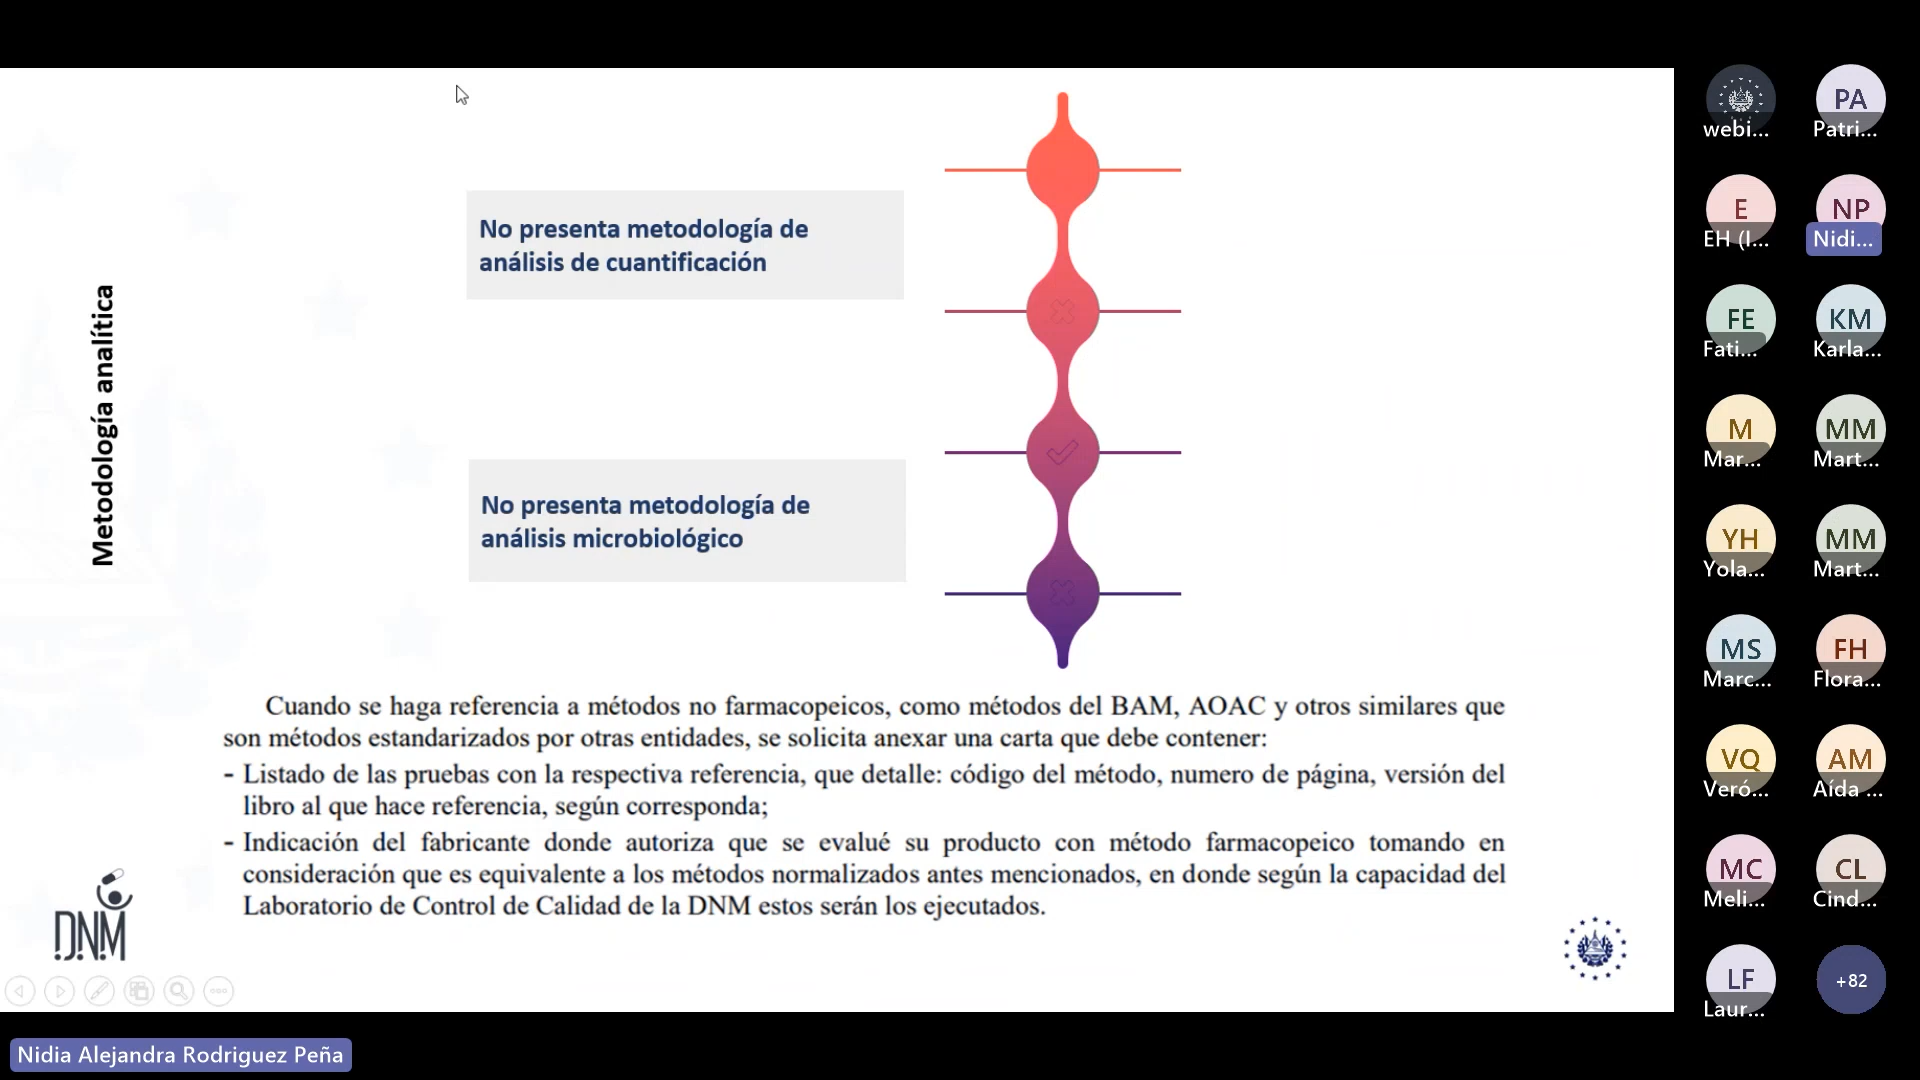 Metodología analítica
No presenta metodología de
análisis de cuantificación
No presenta metodología de
análisis microbiológico
Cuando se haga referencia a métodos no farmacopeicos, como métodos del BAM, AOAC y otros similares que
son métodos estandarizados por otras entidades, se solicita anexar una carta que debe contener:
- Listado de las pruebas con la respectiva referencia, que detalle: código del método, numero de página, versión del
libro al que hace referencia, según corresponda;
- Indicación del fabricante donde autoriza que se evalué su producto con método farmacopeico tomando en
consideración que es equivalente a los métodos normalizados antes mencionados, en donde según la capacidad del
Laboratorio de Control de Calidad de la DNM estos serán los ejecutados.
DNM
Nidia Alejandra Rodriguez Peña
webi...
PA
Patri...
E
EH (I...
NP
Nidi...
FE
Fati...
KM
Karla...
M
Mar...
MM
Mart...
YH
Yola...
MM
Mart...
MS
Marc...
FH
Flora...
VQ
Veró...
AM
Aída ...
MC
Meli...
CL
Cind...
LF
Laur...
+82